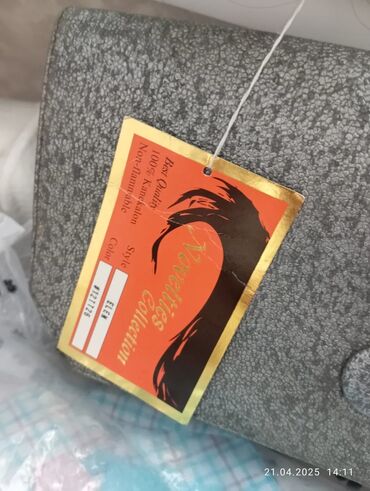 Best Quality
100% Kanekalon
Non-flammable
Novelties
Collection
Style
ELEN
Color
21.04.2025 14:11